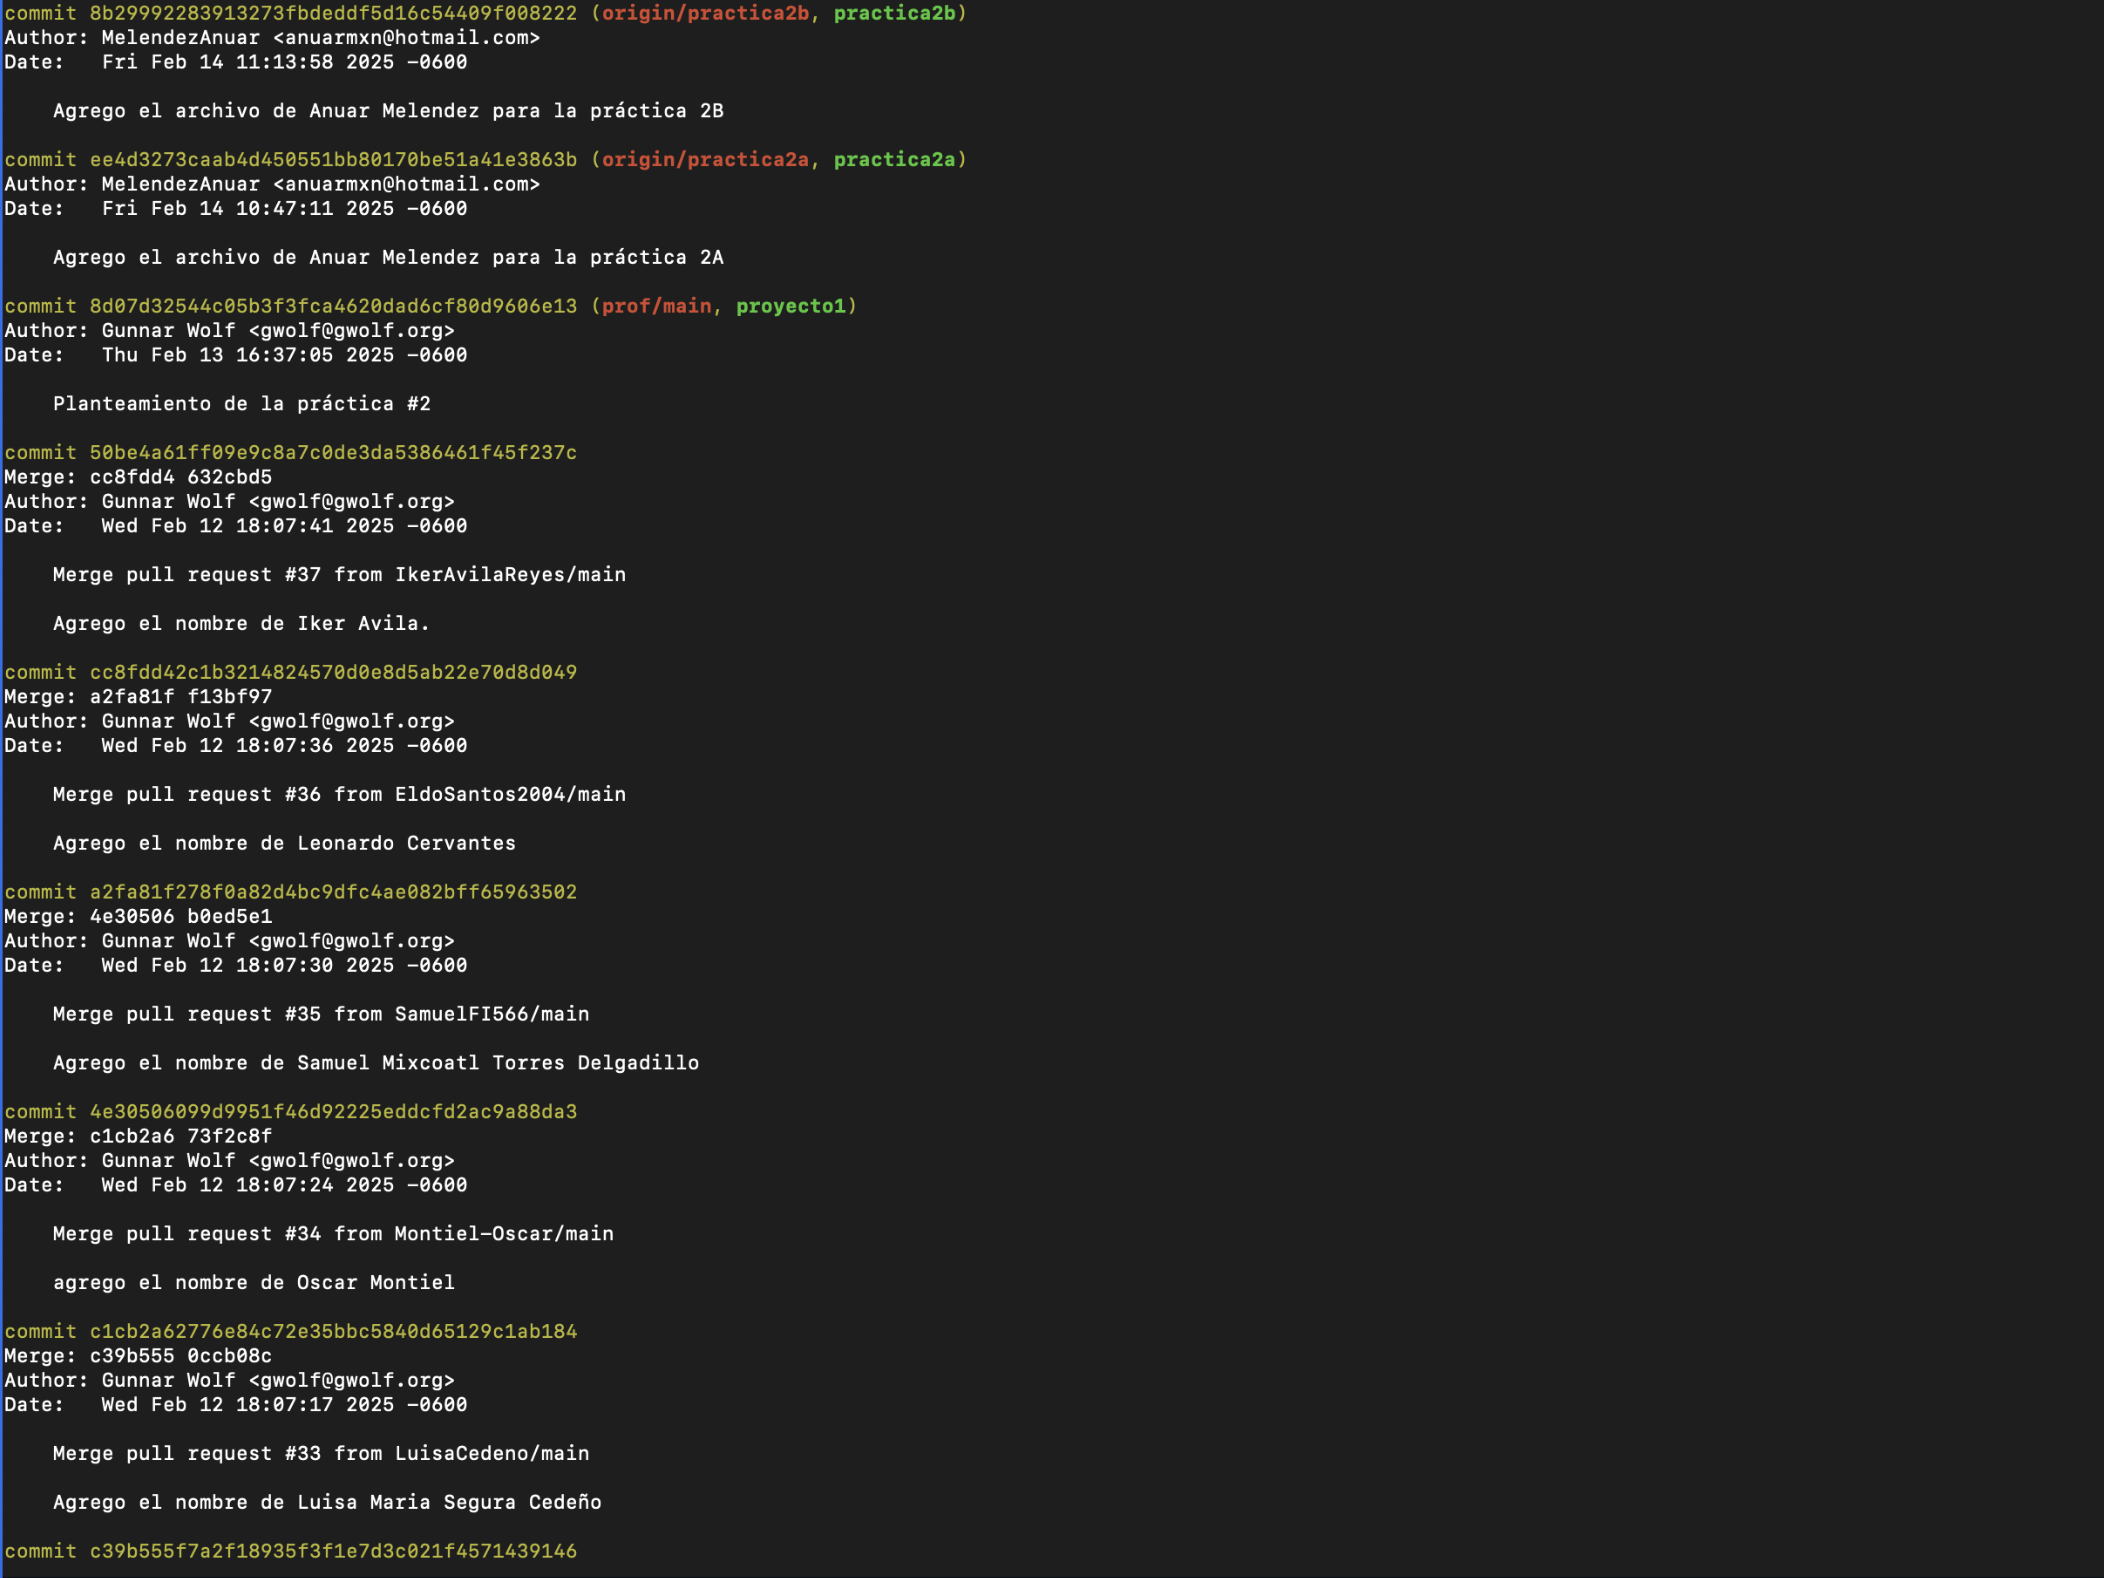 commit 8b29992283913273fbdeddf5d16c54409f008222 (origin/practica2b, practica2b)
Author: MelendezAnuar <anuarmxn@hotmail.com>
Date:   Fri Feb 14 11:13:58 2025 -0600
    Agrego el archivo de Anuar Melendez para la práctica 2B
commit ee4d3273caab4d450551bb80170be51a41e3863b (origin/practica2a, practica2a)
Author: MelendezAnuar <anuarmxn@hotmail.com>
Date:   Fri Feb 14 10:47:11 2025 -0600
    Agrego el archivo de Anuar Melendez para la práctica 2A
commit 8d07d32544c05b3f3fca4620dad6cf80d9606e13 (prof/main, proyecto1)
Author: Gunnar Wolf <gwolf@gwolf.org>
Date:   Thu Feb 13 16:37:05 2025 -0600
    Planteamiento de la práctica #2
commit 50be4a61ff09e9c8a7c0de3da5386461f45f237c
Merge: cc8fdd4 632cbd5
Author: Gunnar Wolf <gwolf@gwolf.org>
Date:   Wed Feb 12 18:07:41 2025 -0600
    Merge pull request #37 from IkerAvilaReyes/main
    Agrego el nombre de Iker Avila.
commit cc8fdd42c1b3214824570d0e8d5ab22e70d8d049
Merge: a2fa81f f13bf97
Author: Gunnar Wolf <gwolf@gwolf.org>
Date:   Wed Feb 12 18:07:36 2025 -0600
    Merge pull request #36 from EldoSantos2004/main
    Agrego el nombre de Leonardo Cervantes
commit a2fa81f278f0a82d4bc9dfc4ae082bff65963502
Merge: 4e30506 b0ed5e1
Author: Gunnar Wolf <gwolf@gwolf.org>
Date:   Wed Feb 12 18:07:30 2025 -0600
    Merge pull request #35 from SamuelFI566/main
    Agrego el nombre de Samuel Mixcoatl Torres Delgadillo
commit 4e30506099d9951f46d92225eddcfd2ac9a88da3
Merge: c1cb2a6 73f2c8f
Author: Gunnar Wolf <gwolf@gwolf.org>
Date:   Wed Feb 12 18:07:24 2025 -0600
    Merge pull request #34 from Montiel-Oscar/main
    agrego el nombre de Oscar Montiel
commit c1cb2a62776e84c72e35bbc5840d65129c1ab184
Merge: c39b555 0ccb08c
Author: Gunnar Wolf <gwolf@gwolf.org>
Date:   Wed Feb 12 18:07:17 2025 -0600
    Merge pull request #33 from LuisaCedeno/main
    Agrego el nombre de Luisa Maria Segura Cedeño
commit c39b555f7a2f18935f3f1e7d3c021f4571439146